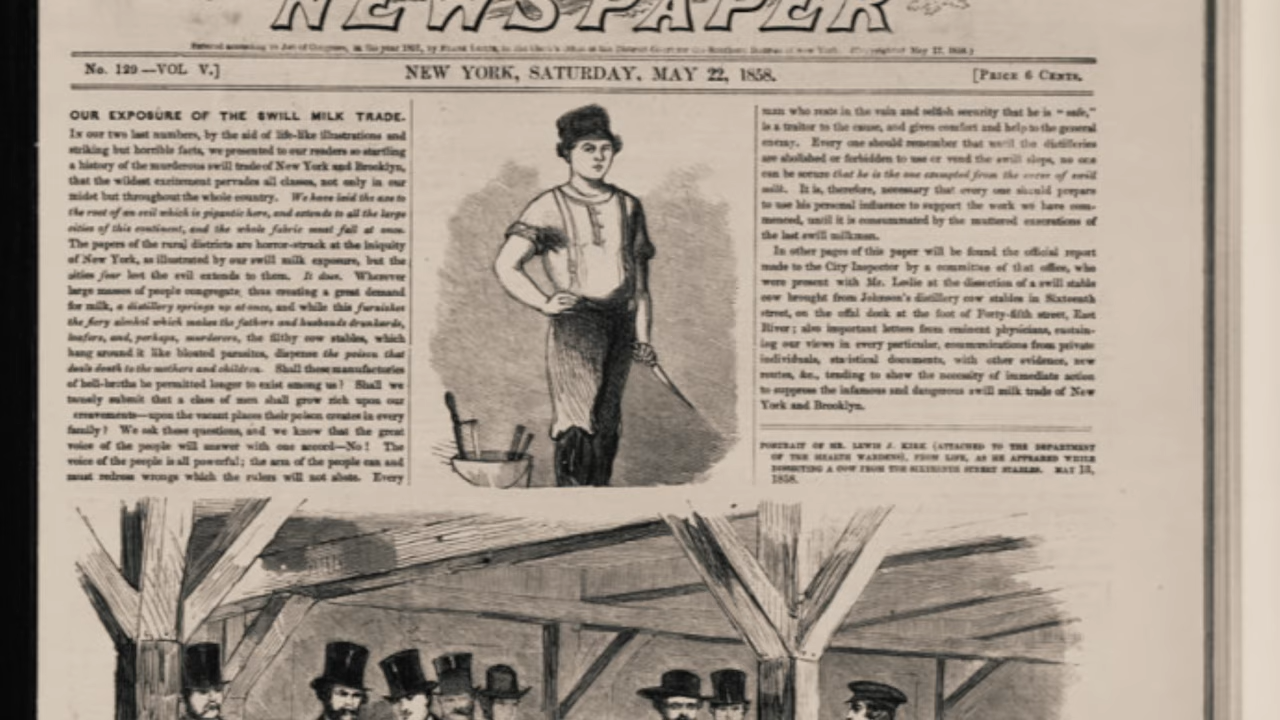 NEWSPAPER
No. 129—VOL V.]
NEW YORK, SATURDAY, MAY 22, 1858.
[PRICE 6 CENTS.
OUR EXPOSURE OF THE SWILL MILK TRADE.
In our two last numbers, by the aid of life-like illustrations and
striking but horrible facts, we presented to our readers so startling
a history of the murderous swill trade of New York and Brooklyn,
that the wildest excitement pervades all classes, not only in our
midst but throughout the whole country. We have laid the axe to
the root of an evil which is gigantic here, and extends to all the large
cities of this continent, and the whole fabric must fall at once.
The papers of the rural districts are horror-struck at the iniquity
of New York, as illustrated by our swill milk exposure, but the
cities fear lest the evil extends to them. It does. Wherever
large masses of people congregate, thus creating a great demand
for milk, a distillery springs up at once, and while this furnishes
the fiery alcohol which makes the fathers and husbands drunkards,
loafers, and, perhaps, murderers, the filthy cow stables, which
hang around it like bloated parasites, dispense the poison that
deals death to the mothers and children. Shall these manufactories
of hell-broths be permitted longer to exist among us? Shall we
tamely submit that a class of men shall grow rich upon our
upon the vacant places their poison creates in every
family? We ask these questions, and we know that the great
voice of the people will answer with one accord—No! The
voice of the people is all powerful; the arm of the people can and
must redress wrongs which the rulers will not abate. Every
man who rests in the vain and selfish security that he is "safe,"
is a traitor to the cause, and gives comfort and help to the general
enemy. Every one should remember that until the distilleries
are abolished or forbidden to use or vend the swill slops, no one
can be secure that he is the one exempted from the curse of swill
milk. It is, therefore, necessary that every one should prepare
to use his personal influence to support the work we have com-
menced, until it is consummated by the muttered execrations of
the last swill milkman.
In other pages of this paper will be found the official report
made to the City Inspector by a committee of that office, who
were present with Mr. Leslie at the dissection of a swill stable
cow brought from Johnson's distillery cow stables in Sixteenth
street, on the offal dock at the foot of Forty-fifth street, East
River; also important letters from eminent physicians, sustain-
ing our views in every particular, communications from private
individuals, statistical documents, with other evidence, new
routes, &c., tending to show the necessity of immediate action
to suppress the infamous and dangerous swill milk trade of New
York and Brooklyn.
PORTRAIT OF MR. LEWIS J. KIRK (ATTACHED TO THE DEPARTMENT
OF THE HEALTH WARDENS), FROM LIFE, AS HE APPEARED WHILE
DISSECTING A COW FROM THE SIXTEENTH STREET STABLES. MAY 13,
1858.